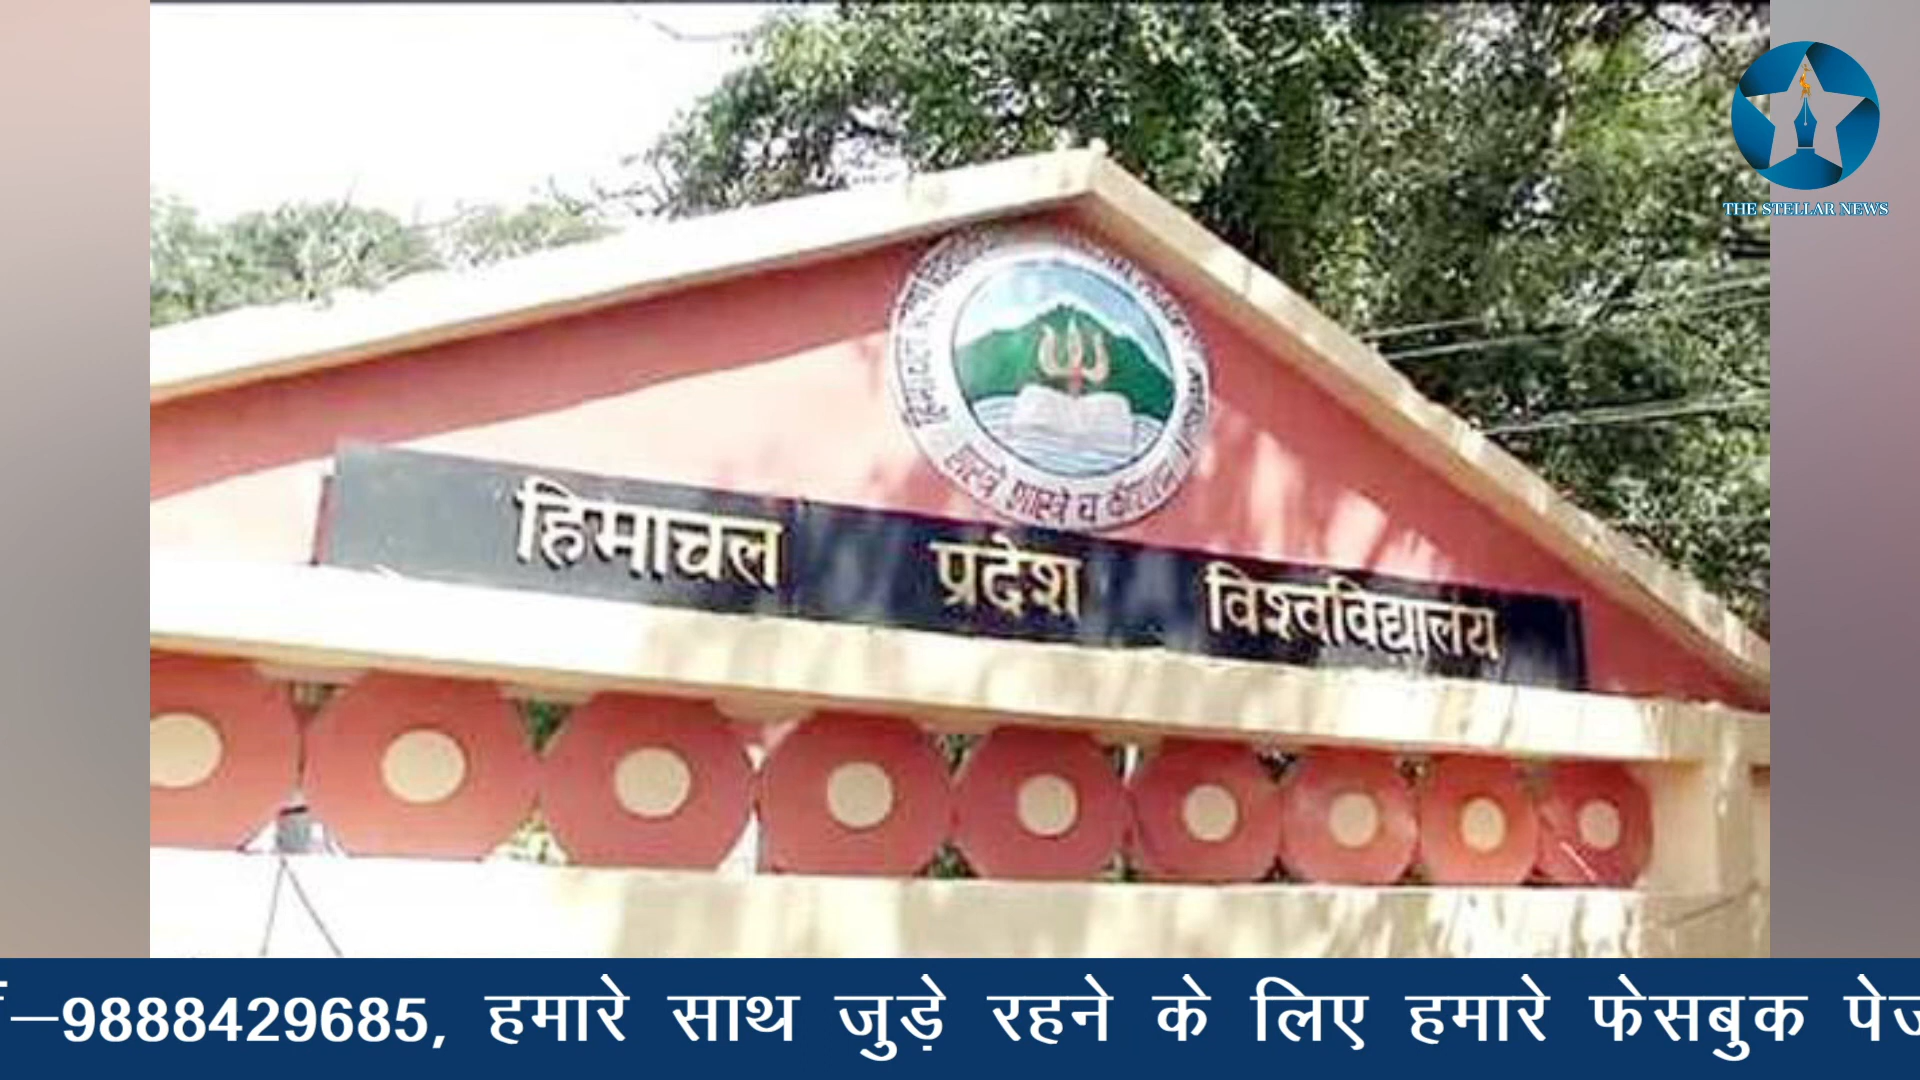 THE STELLAR NEWS
शास्त्रे च
हिमाचल प्रदेश विश्वविद्यालय
–9888429685, हमारे साथ जुड़े रहने के लिए हमारे फेसबुक पेज